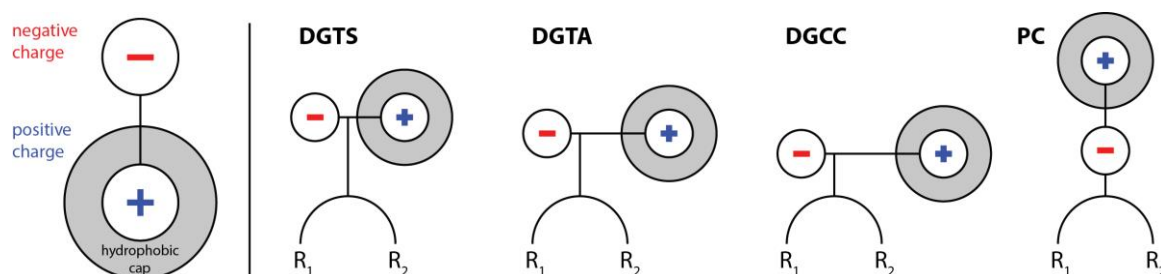 negative
charge
positive
charge
hydrophobic
cap
DGTS
R1
R2
DGTA
R1
R2
DGCC
R1
R2
PC
R1